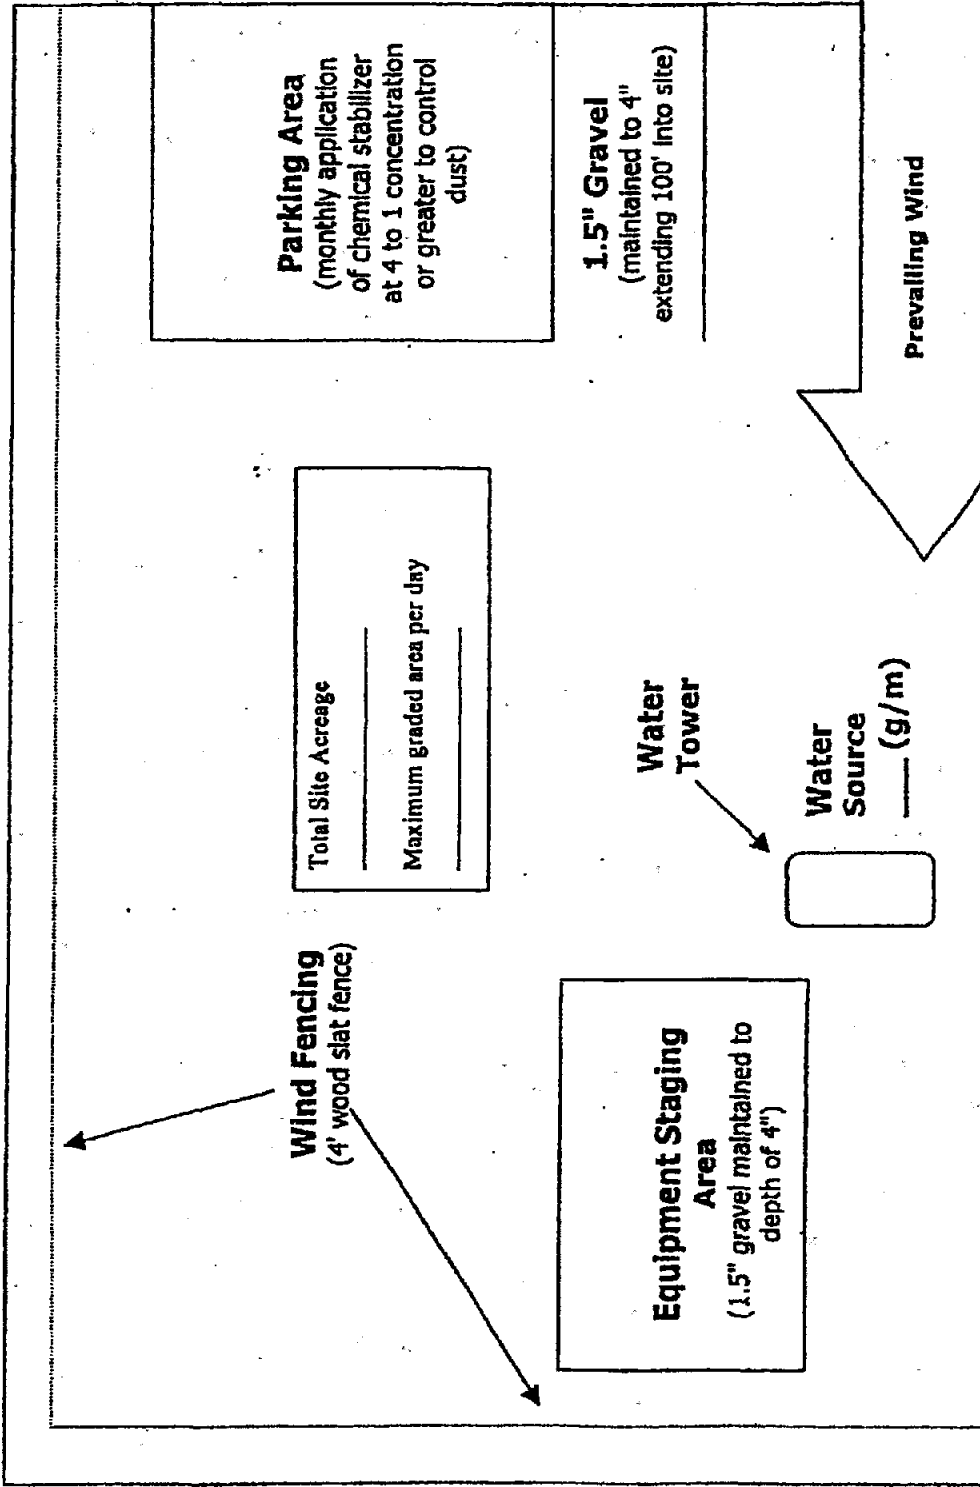 Parking Area
(monthly application
of chemical stabilizer
at 4 to 1 concentration
or greater to control
dust)
1.5" Gravel
(maintained to 4"
extending 100' into site)
Prevailing Wind
Total Site Acreage
Maximum graded area per day
Water
Tower
Water
Source
____ (g/m)
Wind Fencing
(4' wood slat fence)
Equipment Staging
Area
(1.5" gravel maintained to
depth of 4")